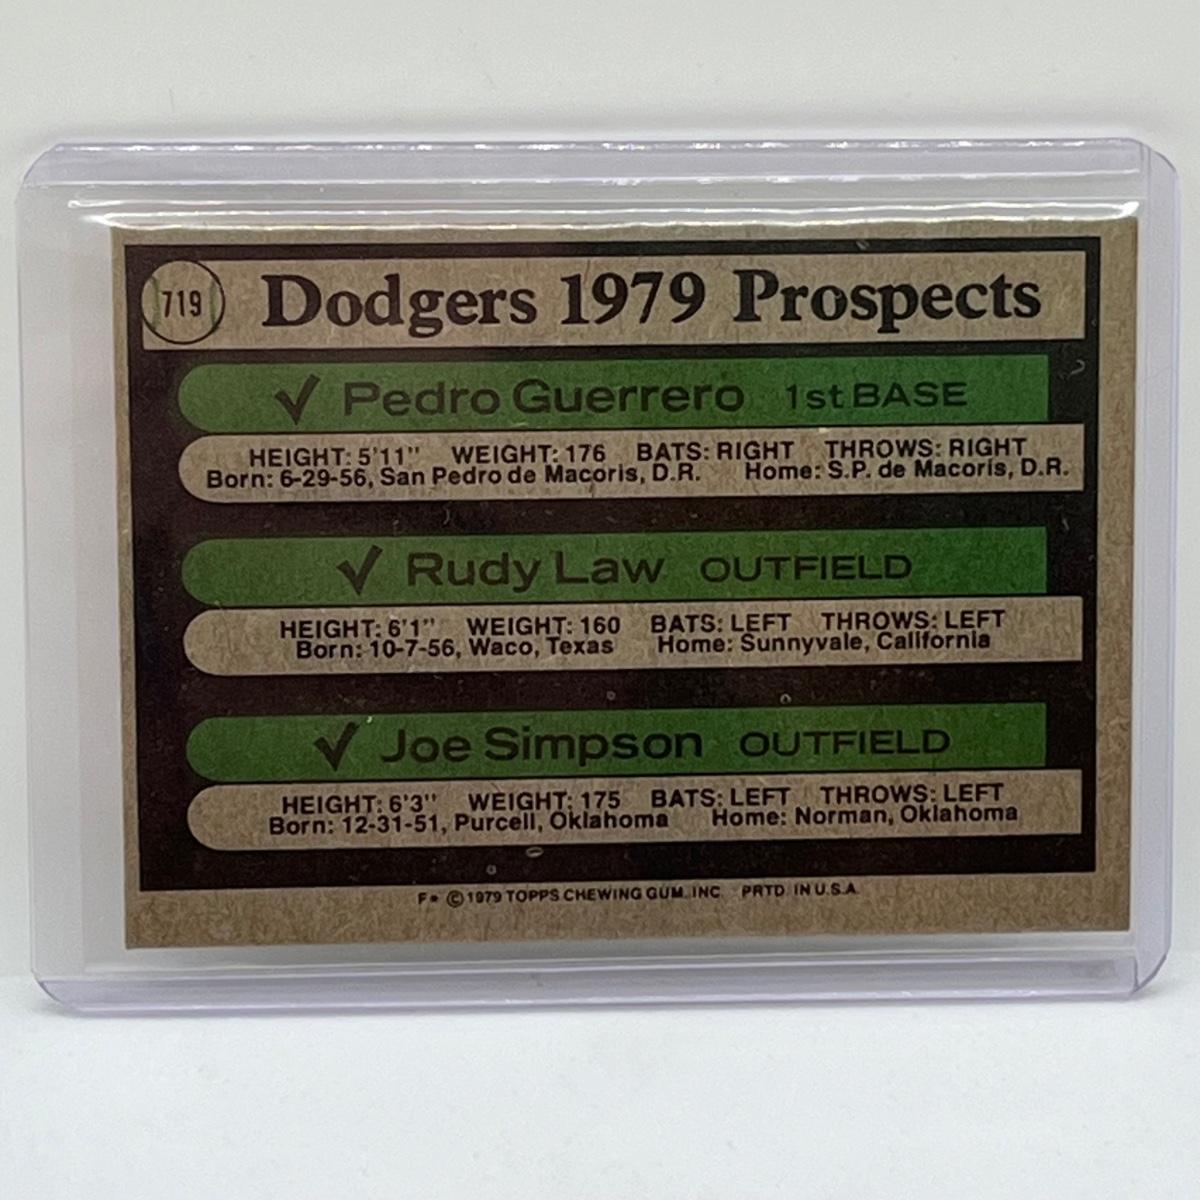 719 Dodgers 1979 Prospects
✓ Pedro Guerrero 1st BASE
HEIGHT: 5'11" WEIGHT: 176 BATS: RIGHT THROWS: RIGHT
Born: 6-29-56, San Pedro de Macoris, D.R. Home: S.P. de Macoris, D.R.
✓ Rudy Law OUTFIELD
HEIGHT: 6'1" WEIGHT: 160 BATS: LEFT THROWS: LEFT
Born: 10-7-56, Waco, Texas Home: Sunnyvale, California
✓ Joe Simpson OUTFIELD
HEIGHT: 6'3" WEIGHT: 175 BATS: LEFT THROWS: LEFT
Born: 12-31-51, Purcell, Oklahoma Home: Norman, Oklahoma
F* © 1979 TOPPS CHEWING GUM. INC. PRTD. IN U.S.A.